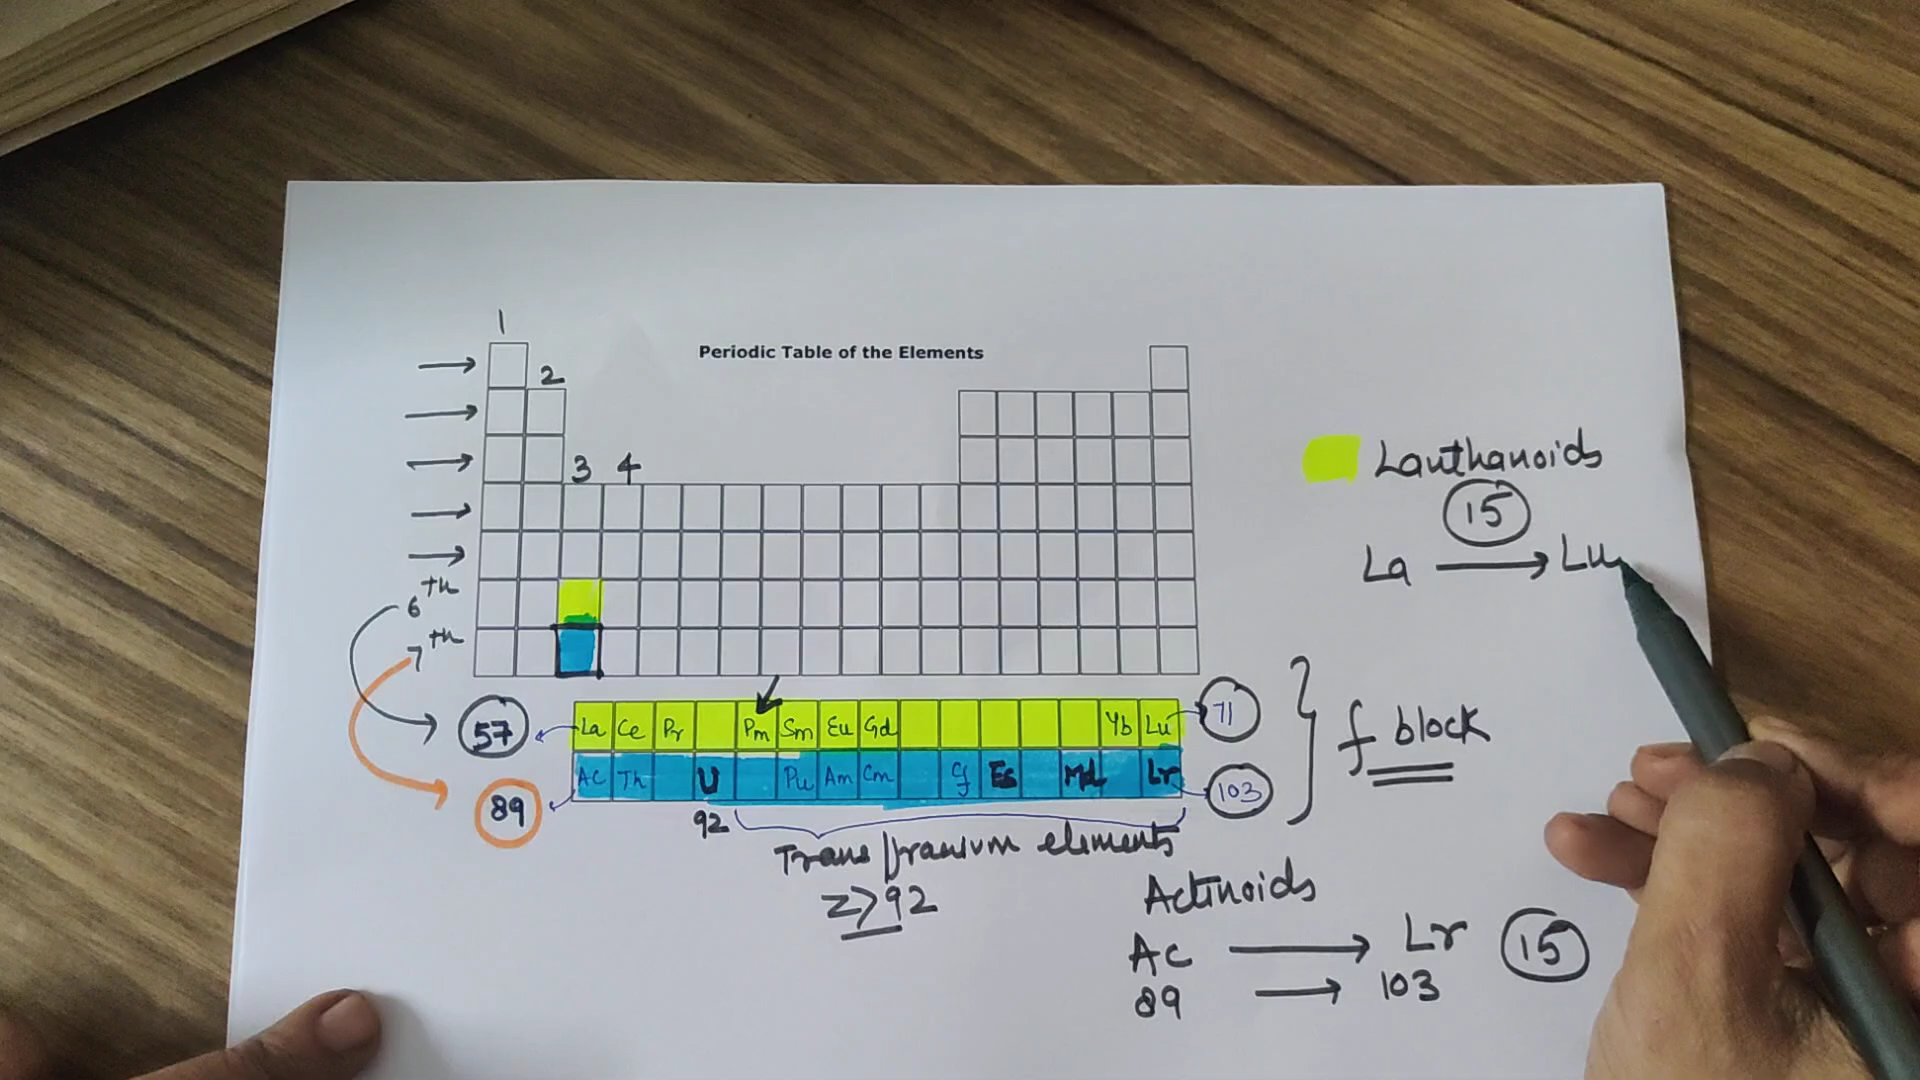 1
Periodic Table of the Elements
2
3 4
Lanthanoids
15
La → Lu
6th
7th
57
La Ce Pr Pm Sm Eu Gd Yb Lu
71
f block
89
AC Th U Pu Am Cm Cf Es Md Lr
103
92
Trans Uranium elements
Z>92
Actinoids
AC → Lr 15
89 → 103